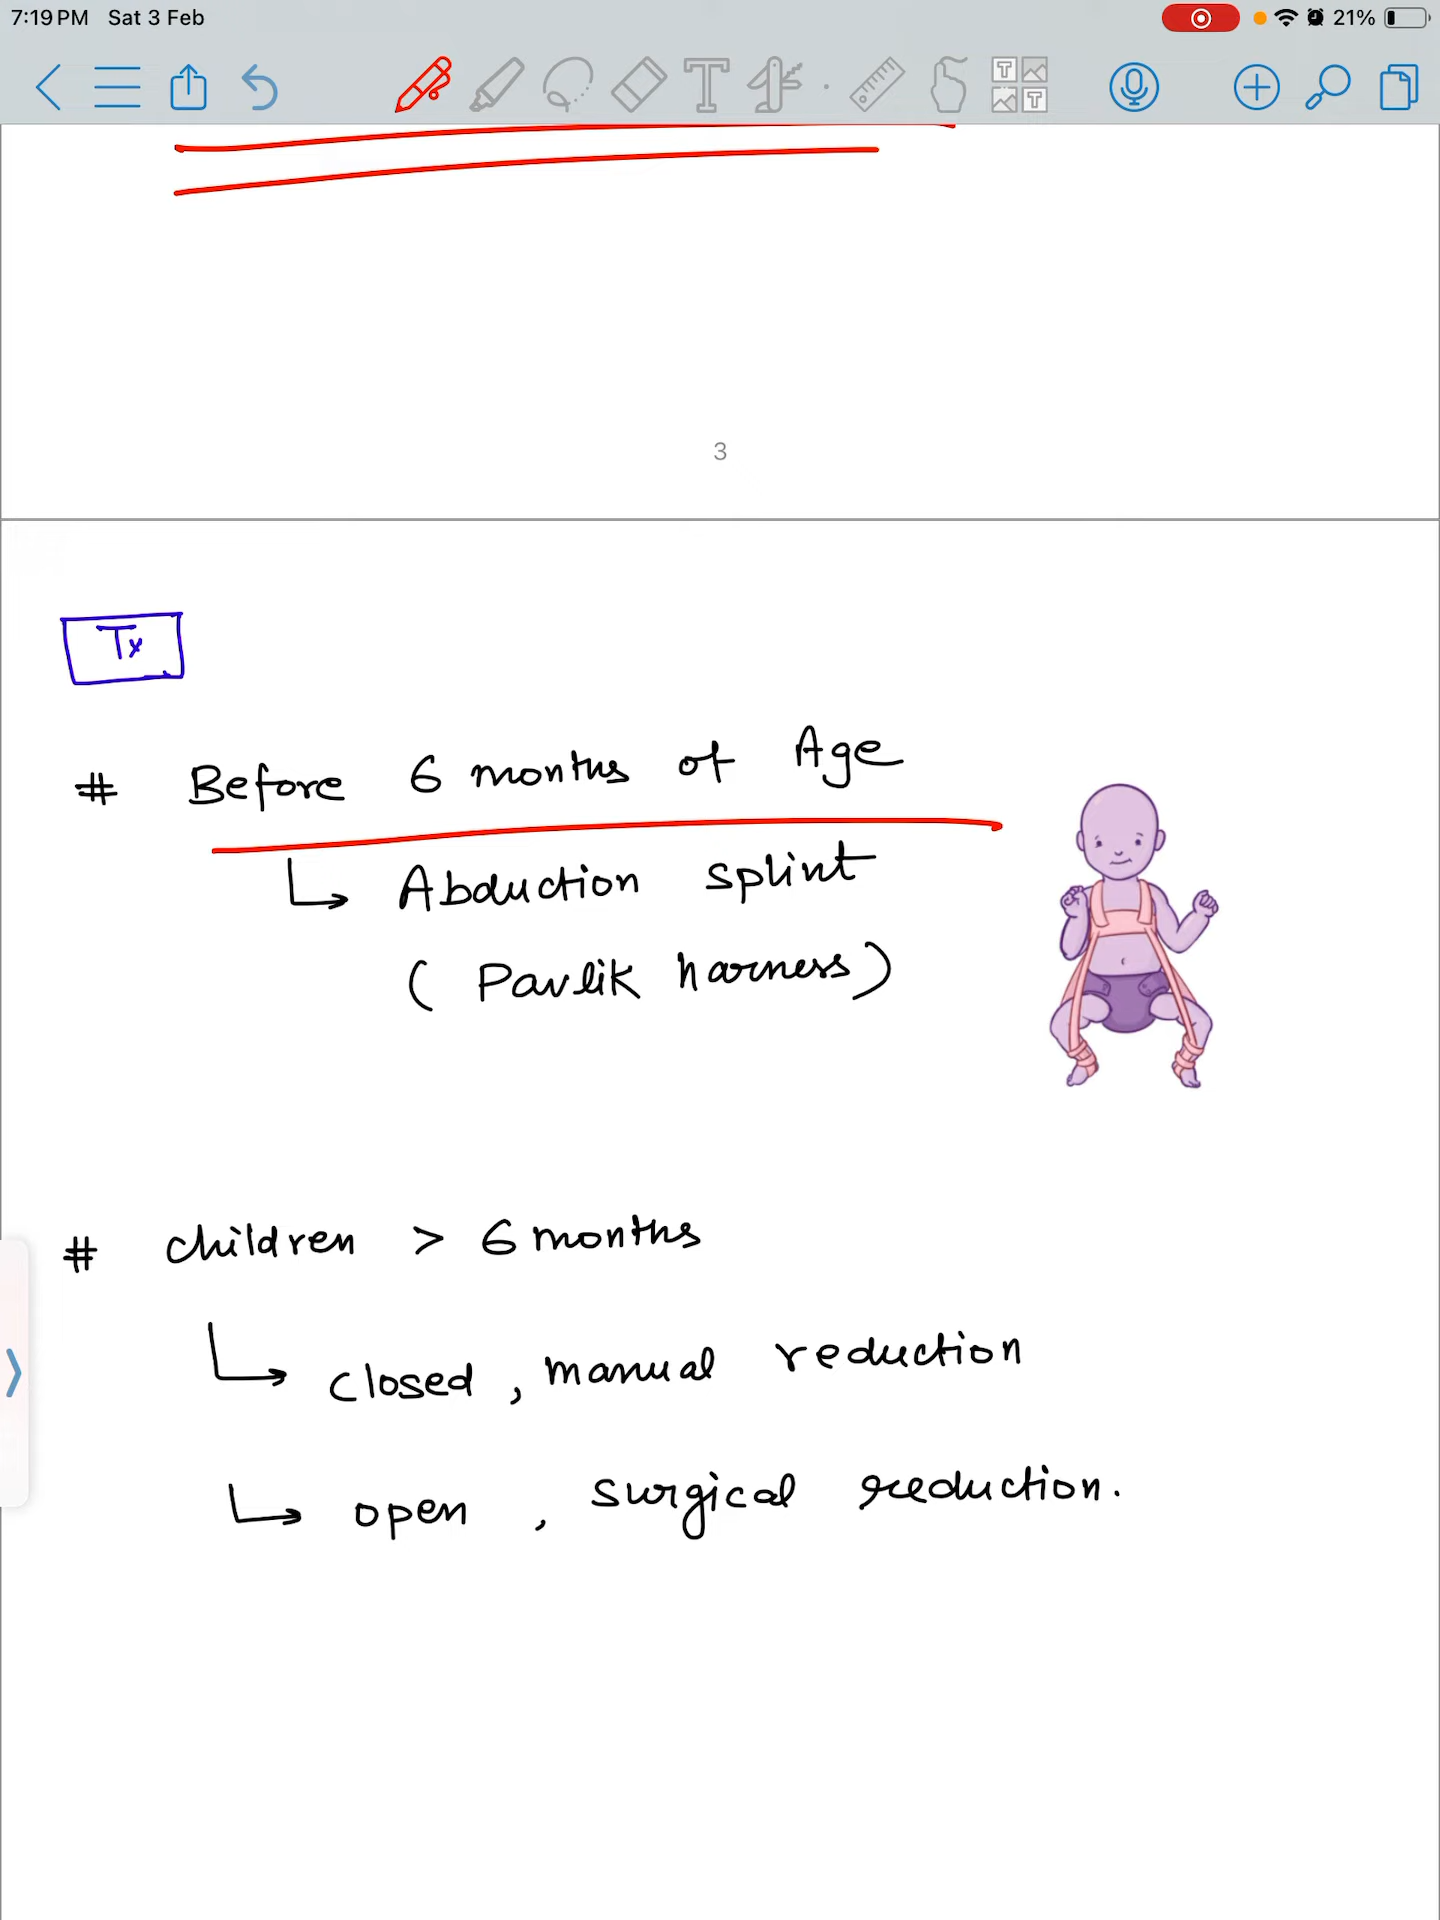 7:19 PM Sat 3 Feb
21%
3
Tx
# Before 6 months of Age
Abduction splint
(Pavlik harness)
# children > 6 months
closed, manual reduction
open, surgical reduction.